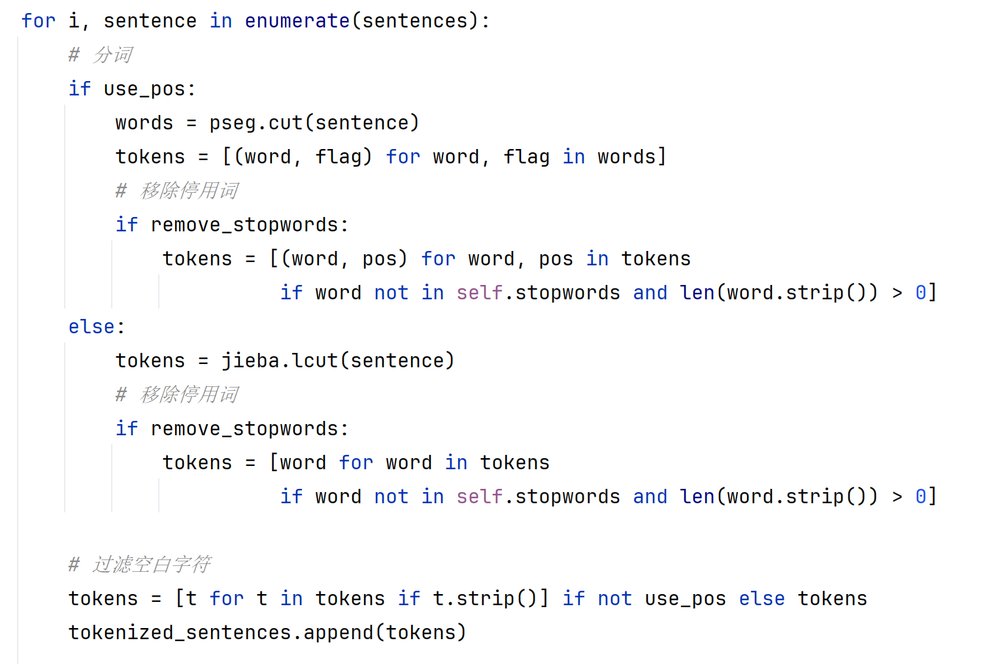 for i, sentence in enumerate(sentences):
    # 分词
    if use_pos:
        words = pseg.cut(sentence)
        tokens = [(word, flag) for word, flag in words]
        # 移除停用词
        if remove_stopwords:
            tokens = [(word, pos) for word, pos in tokens
                      if word not in self.stopwords and len(word.strip()) > 0]
    else:
        tokens = jieba.lcut(sentence)
        # 移除停用词
        if remove_stopwords:
            tokens = [word for word in tokens
                      if word not in self.stopwords and len(word.strip()) > 0]

    # 过滤空白字符
    tokens = [t for t in tokens if t.strip()] if not use_pos else tokens
    tokenized_sentences.append(tokens)